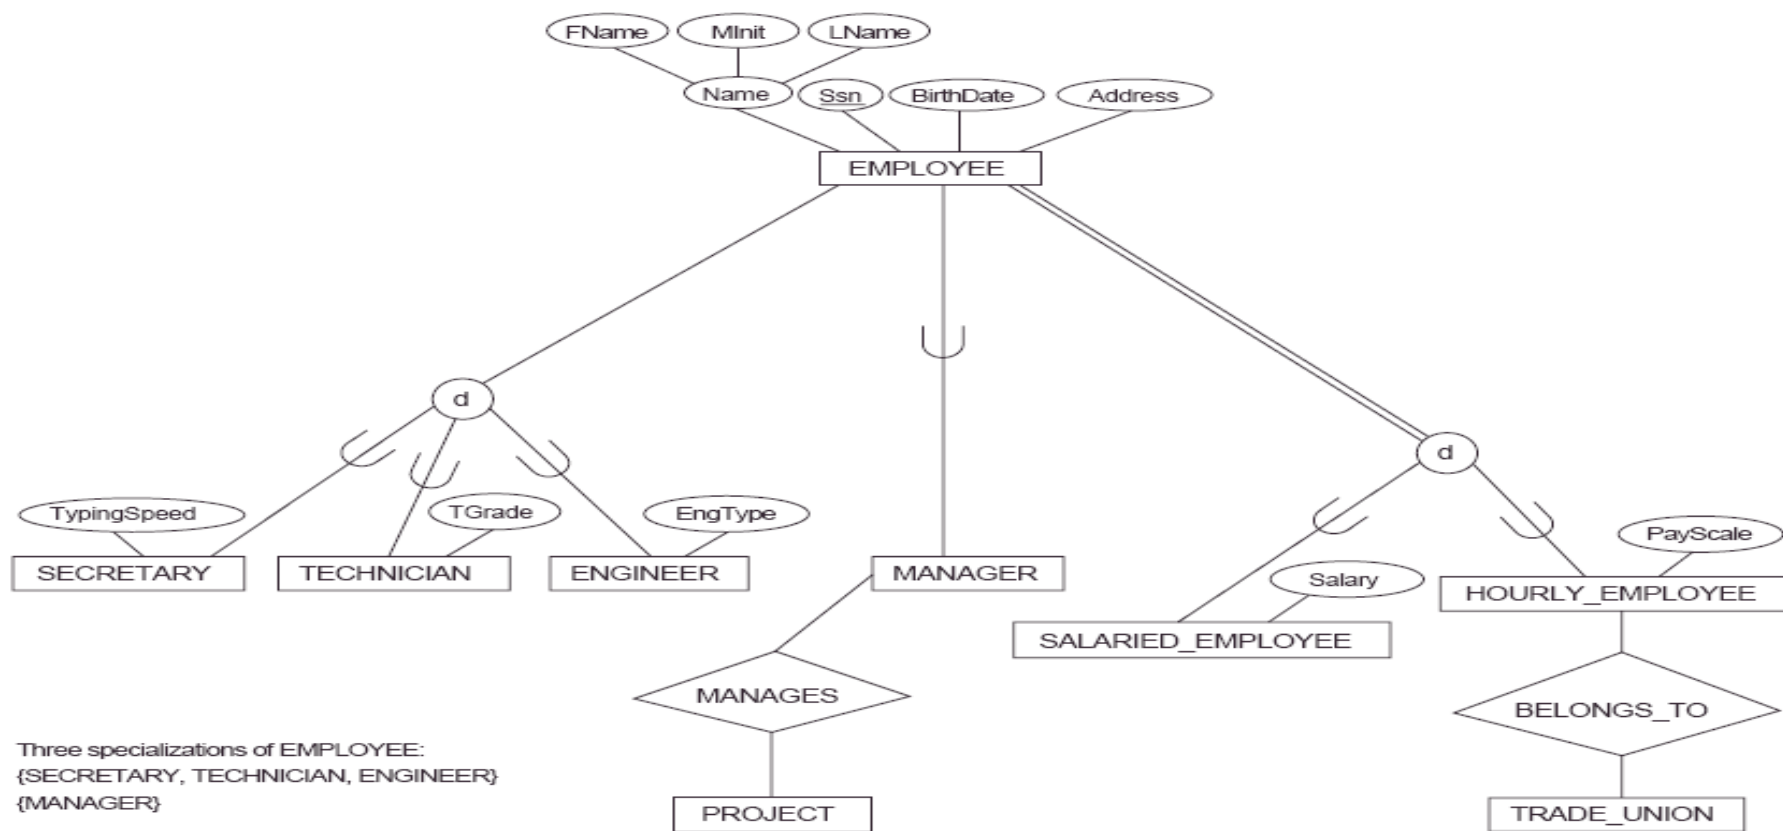 FName MInit LName
Name Ssn BirthDate Address
EMPLOYEE
d
d
TypingSpeed TGrade EngType PayScale
SECRETARY TECHNICIAN ENGINEER MANAGER Salary HOURLY_EMPLOYEE
SALARIED_EMPLOYEE
MANAGES BELONGS_TO
Three specializations of EMPLOYEE:
{SECRETARY, TECHNICIAN, ENGINEER}
{MANAGER}
PROJECT TRADE_UNION